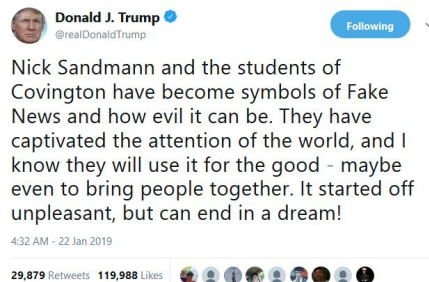 Donald J. Trump
@realDonaldTrump
Following
Nick Sandmann and the students of
Covington have become symbols of Fake
News and how evil it can be. They have
captivated the attention of the world, and I
know they will use it for the good - maybe
even to bring people together. It started off
unpleasant, but can end in a dream!
4:32 AM - 22 Jan 2019
29,879 Retweets 119,988 Likes